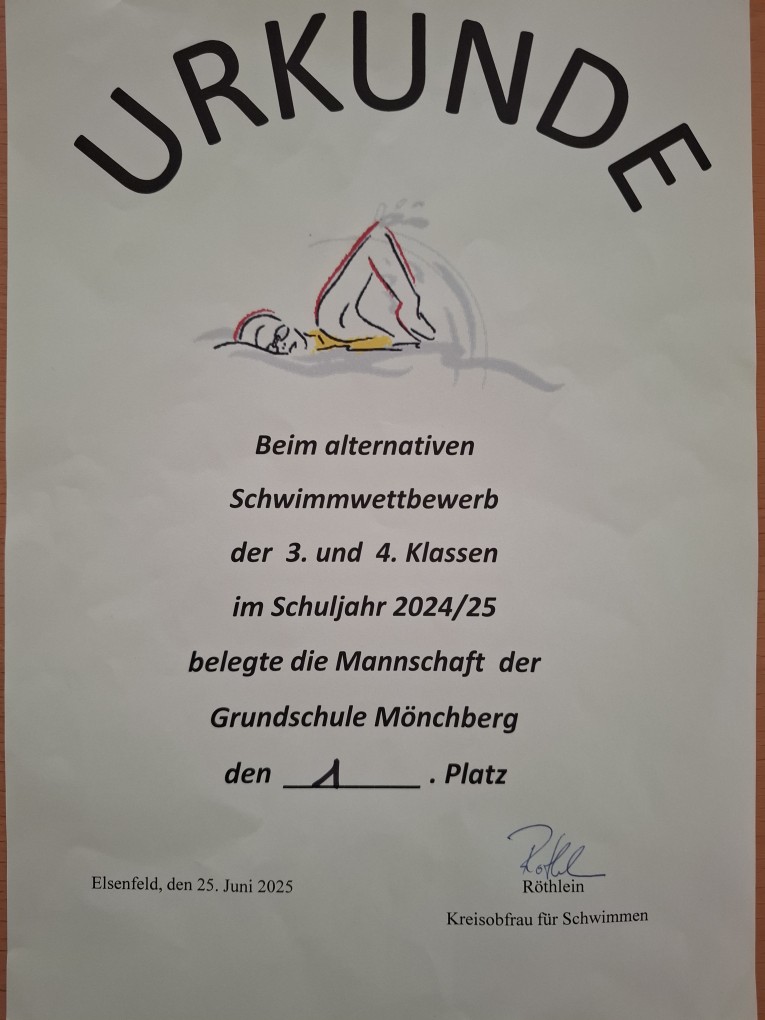 URKUNDE
Beim alternativen
Schwimmwettbewerb
der 3. und 4. Klassen
im Schuljahr 2024/25
belegte die Mannschaft der
Grundschule Mönchberg
den 1 . Platz
Röthlein
Elsenfeld, den 25. Juni 2025
Kreisobfrau für Schwimmen